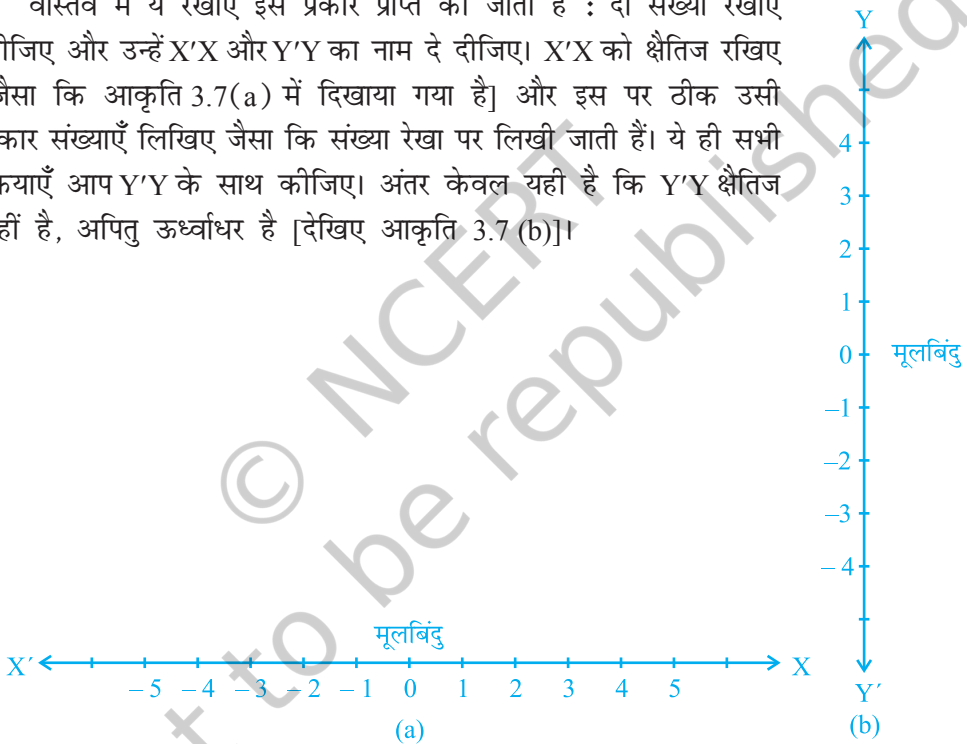 वास्तव में ये रेखाएँ इस प्रकार प्राप्त की जाती हैं : दो संख्या रेखाएँ
लीजिए और उन्हें X′X और Y′Y का नाम दे दीजिए। X′X को क्षैतिज रखिए
जैसा कि आकृति 3.7(a) में दिखाया गया है] और इस पर ठीक उसी
प्रकार संख्याएँ लिखिए जैसा कि संख्या रेखा पर लिखी जाती हैं। ये ही सभी
क्रियाएँ आप Y′Y के साथ कीजिए। अंतर केवल यही है कि Y′Y क्षैतिज
नहीं है, अपितु ऊर्ध्वाधर है [देखिए आकृति 3.7 (b)]।
Y
4
3
2
1
0 मूलबिंदु
–1
–2
–3
– 4
Y′
(b)
मूलबिंदु
X′ X
– 5 – 4 – 3 – 2 – 1 0 1 2 3 4 5
(a)
© NCERT
not to be republished